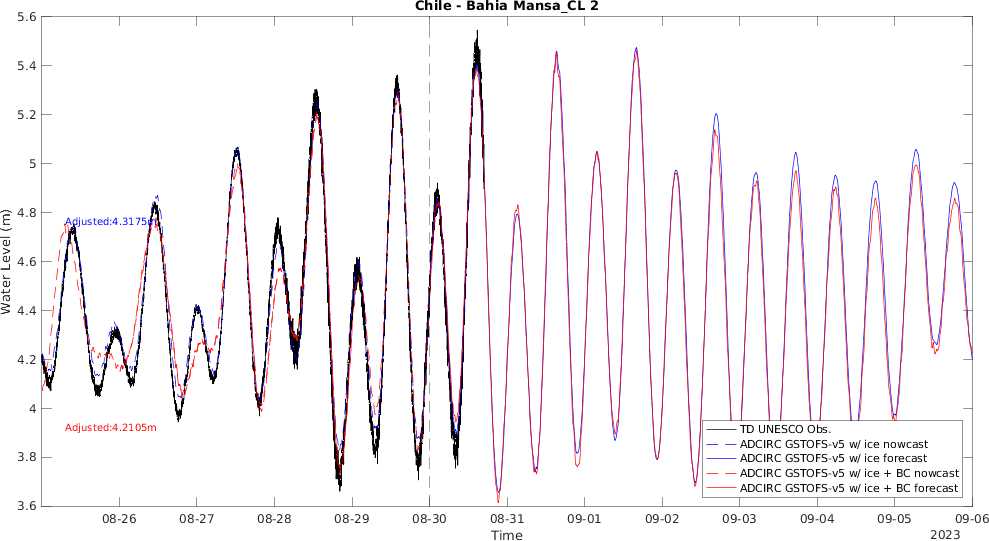 Chile - Bahia Mansa_CL 2
Water Level (m)
5.6
5.4
5.2
5
4.8
4.6
4.4
4.2
4
3.8
3.6
Adjusted:4.3175m
Adjusted:4.2105m
TD UNESCO Obs.
ADCIRC GSTOFS-v5 w/ ice nowcast
ADCIRC GSTOFS-v5 w/ ice forecast
ADCIRC GSTOFS-v5 w/ ice + BC nowcast
ADCIRC GSTOFS-v5 w/ ice + BC forecast
08-26 08-27 08-28 08-29 08-30 08-31 09-01 09-02 09-03 09-04 09-05 09-06
Time
2023